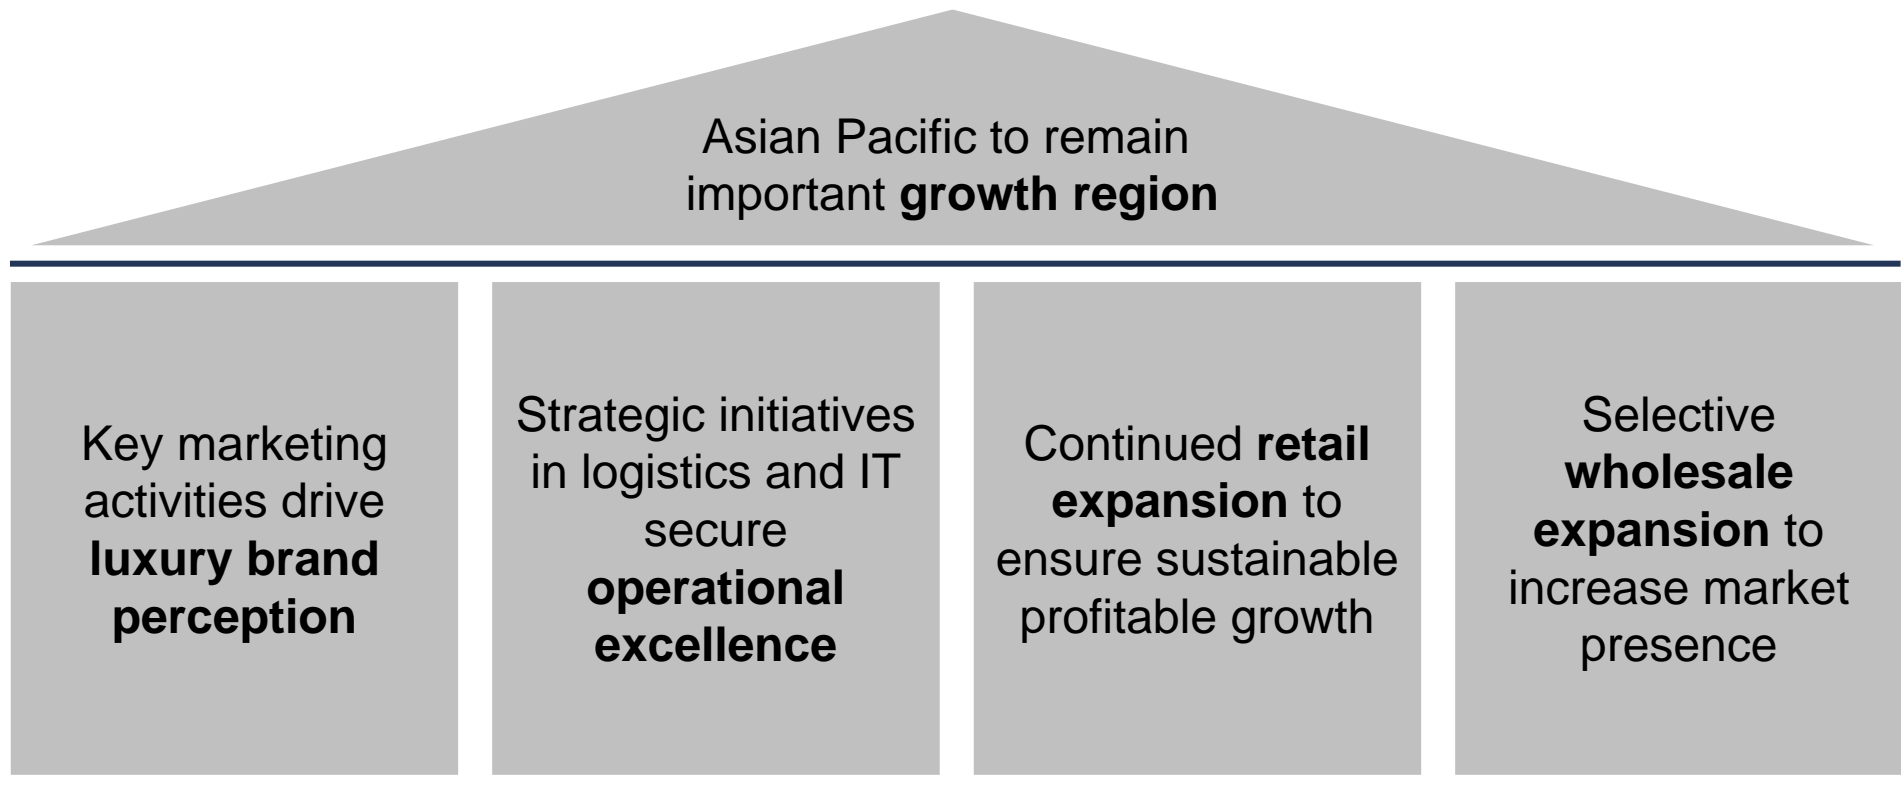 Asian Pacific to remain
important growth region
Key marketing
activities drive
luxury brand
perception
Strategic initiatives
in logistics and IT
secure
operational
excellence
Continued retail
expansion to
ensure sustainable
profitable growth
Selective
wholesale
expansion to
increase market
presence